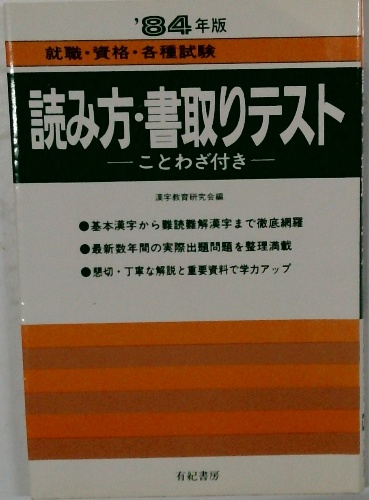 '84年版
就職・資格・各種試験
読み方・書取りテスト
―ことわざ付き―
漢字教育研究会編
●基本漢字から難読難解漢字まで徹底網羅
●最新数年間の実際出題問題を整理満載
●懇切・丁寧な解説と重要資料で学力アップ
有紀書房